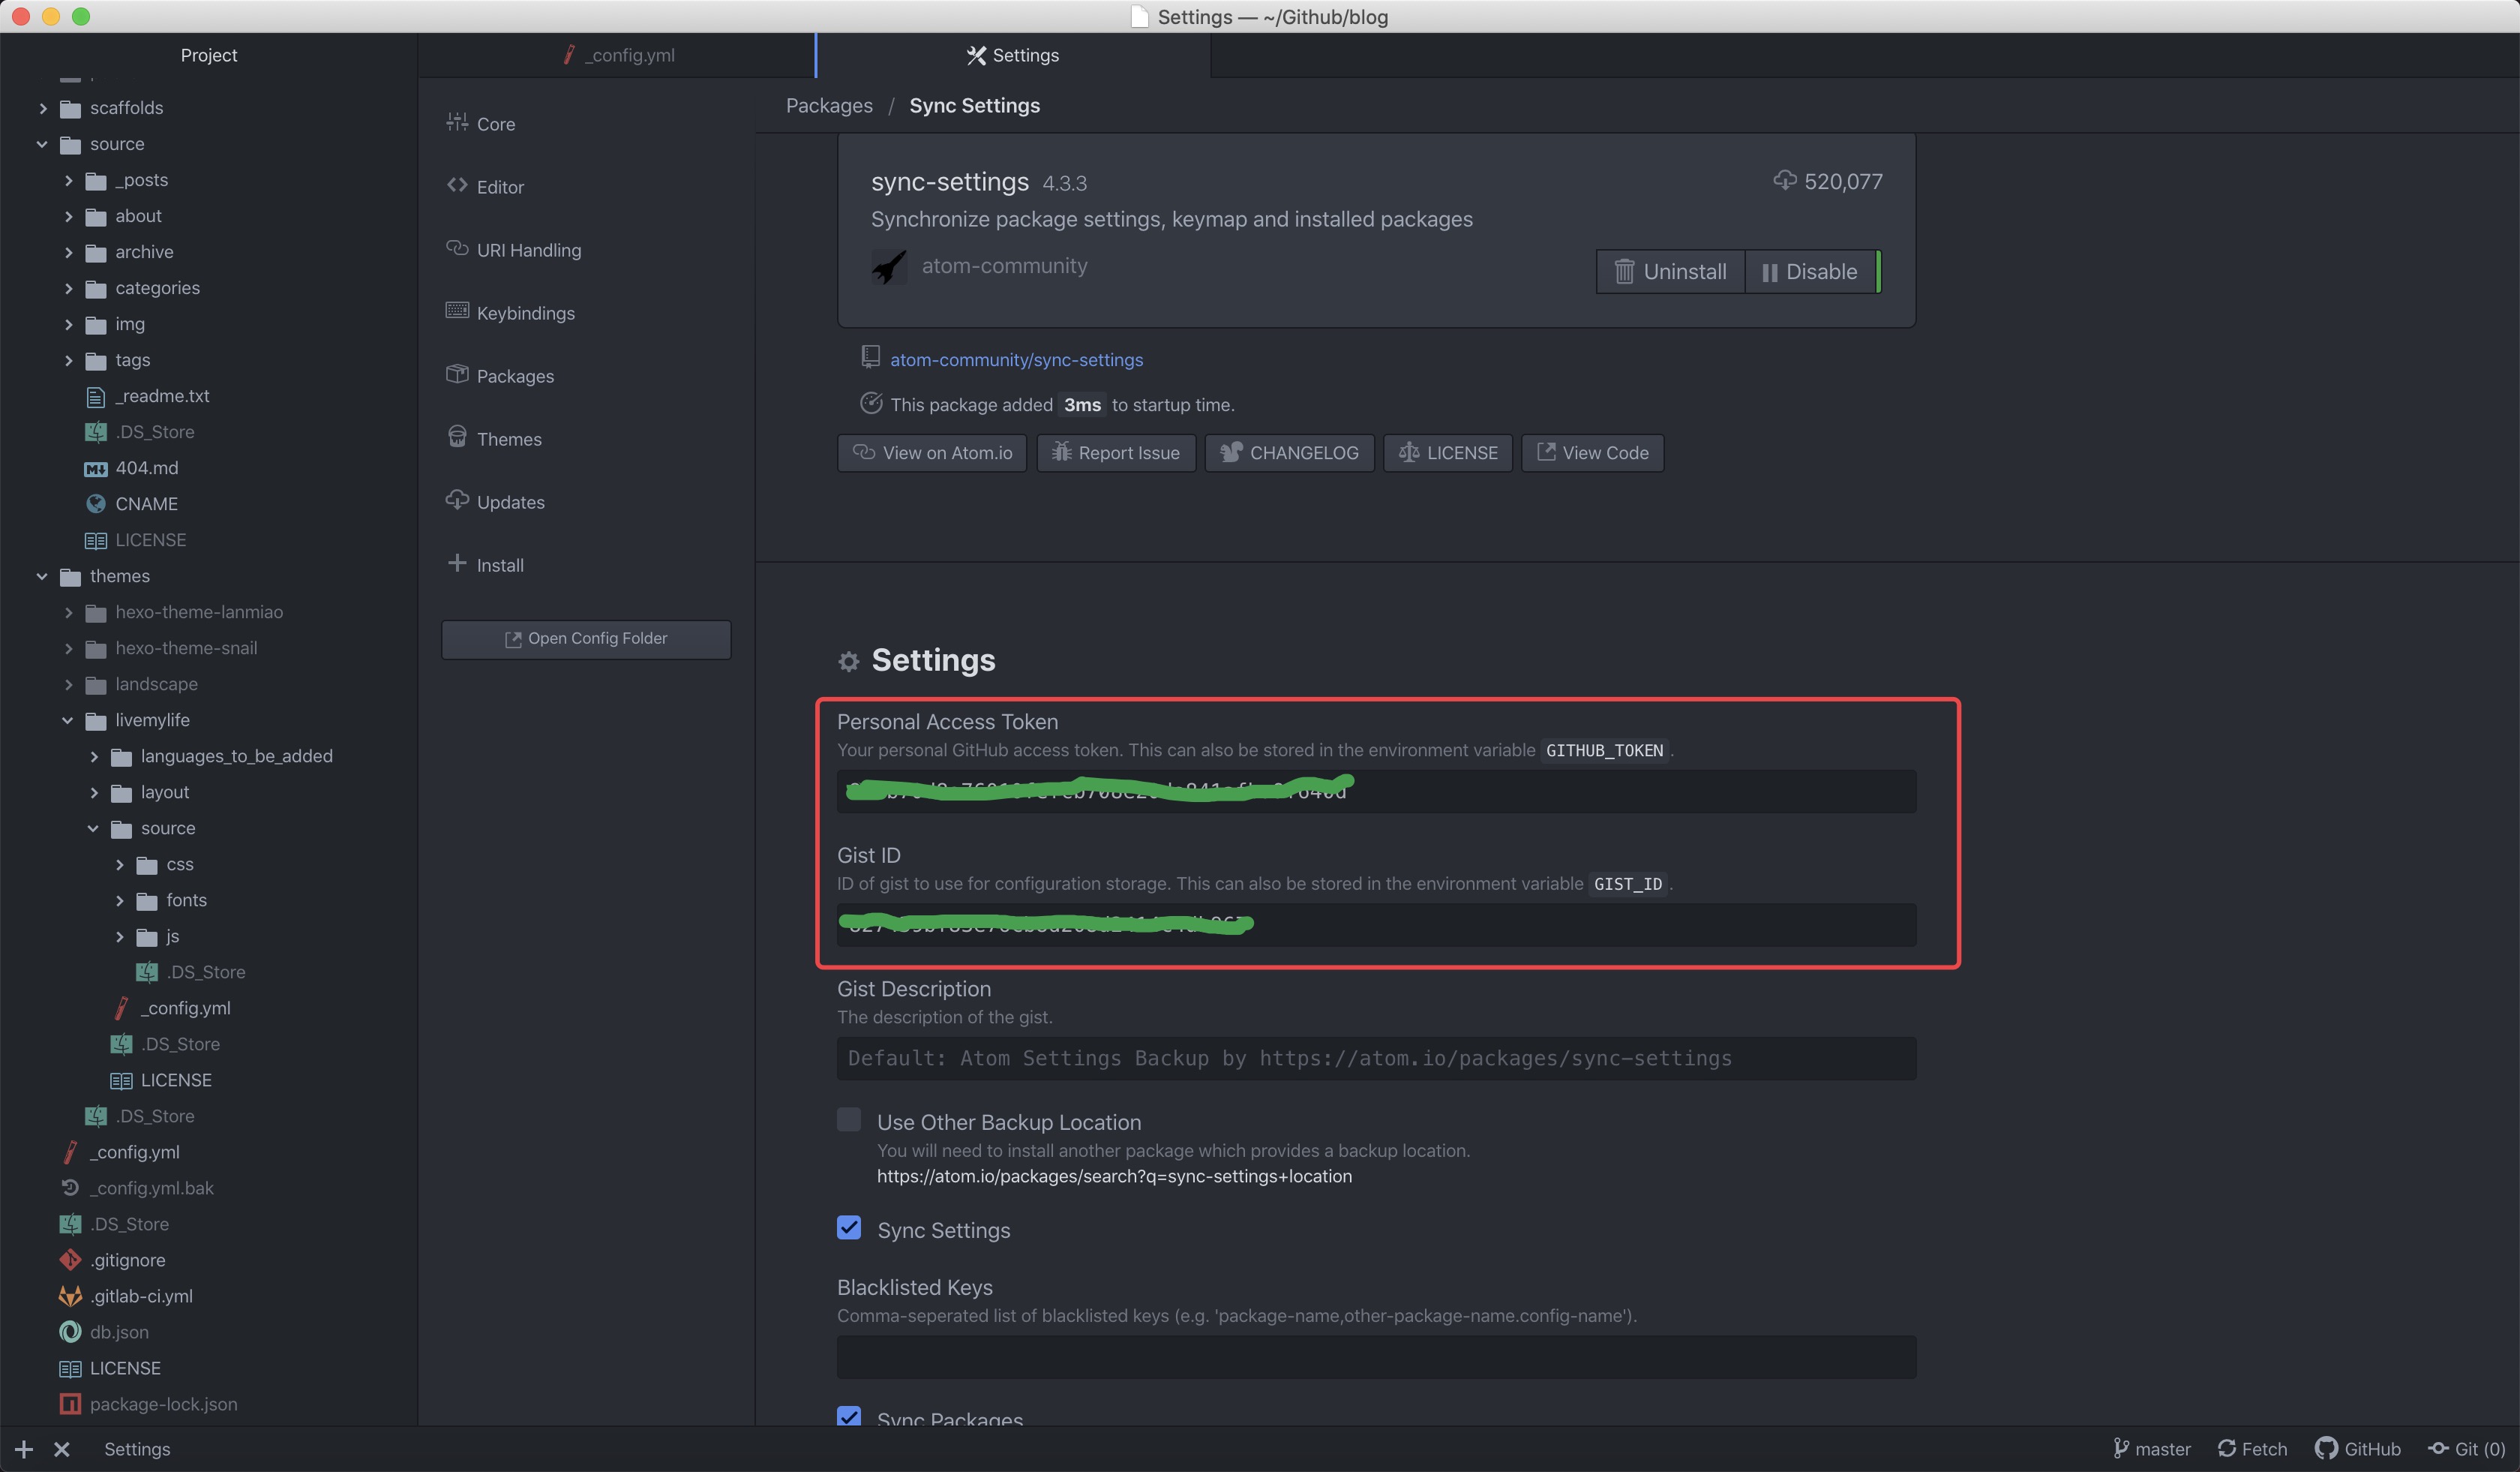 Settings — ~/Github/blog
Project
scaffolds
source
_posts
about
archive
categories
img
tags
_readme.txt
.DS_Store
404.md
CNAME
LICENSE
themes
hexo-theme-lanmiao
hexo-theme-snail
landscape
livemylife
languages_to_be_added
layout
source
css
fonts
js
.DS_Store
_config.yml
.DS_Store
LICENSE
.DS_Store
_config.yml
_config.yml.bak
.DS_Store
.gitignore
.gitlab-ci.yml
db.json
LICENSE
package-lock.json
_config.yml
Settings
Core
Editor
URI Handling
Keybindings
Packages
Themes
Updates
Install
Open Config Folder
Packages / Sync Settings
sync-settings 4.3.3
520,077
Synchronize package settings, keymap and installed packages
atom-community
Uninstall
Disable
atom-community/sync-settings
This package added 3ms to startup time.
View on Atom.io
Report Issue
CHANGELOG
LICENSE
View Code
Settings
Personal Access Token
Your personal GitHub access token. This can also be stored in the environment variable GITHUB_TOKEN .
Gist ID
ID of gist to use for configuration storage. This can also be stored in the environment variable GIST_ID .
Gist Description
The description of the gist.
Default: Atom Settings Backup by https://atom.io/packages/sync-settings
Use Other Backup Location
You will need to install another package which provides a backup location.
https://atom.io/packages/search?q=sync-settings+location
Sync Settings
Blacklisted Keys
Comma-seperated list of blacklisted keys (e.g. 'package-name,other-package-name.config-name').
Sync Packages
Settings
master
Fetch
GitHub
Git (0)